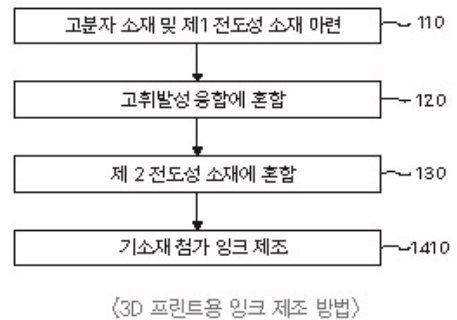 고분자 소재 및 제1 전도성 소재 마련 110
고휘발성 용합에 혼합 120
제 2 전도성 소재에 혼합 130
기소재 첨가 잉크 제조 1410
〈3D 프린트용 잉크 제조 방법〉